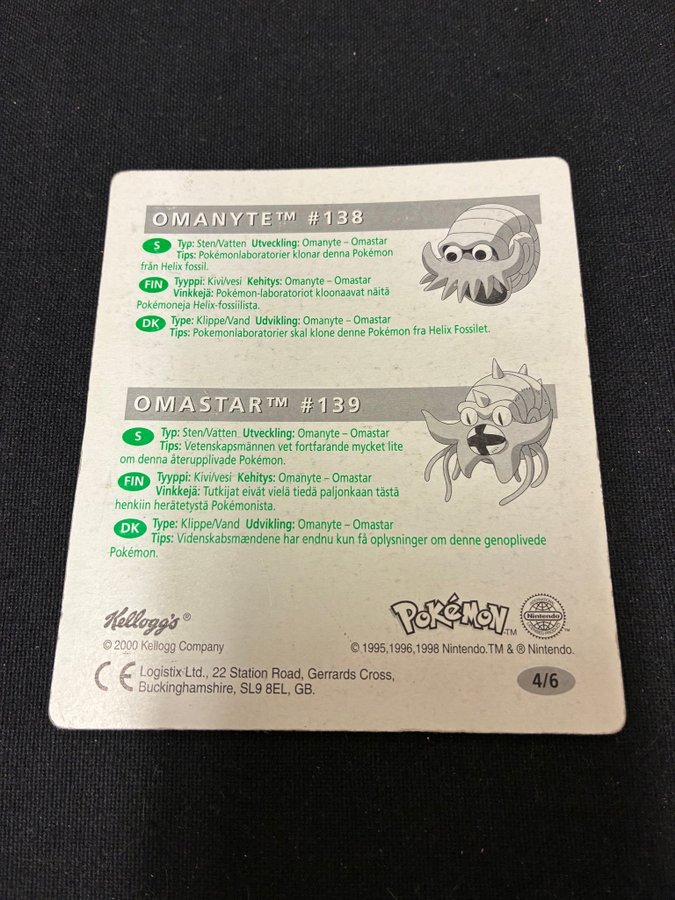 OMANYTE™ #138
S Typ: Sten/Vatten Utveckling: Omanyte – Omastar
Tips: Pokémonlaboratorier klonar denna Pokémon
från Helix fossil.
FIN Tyyppi: Kivi/vesi Kehitys: Omanyte – Omastar
Vinkkejä: Pokémon-laboratoriot kloonaavat näitä
Pokémoneja Helix-fossiilista.
DK Type: Klippe/Vand Udvikling: Omanyte – Omastar
Tips: Pokemonlaboratorier skal klone denne Pokémon fra Helix Fossilet.
OMASTAR™ #139
S Typ: Sten/Vatten Utveckling: Omanyte – Omastar
Tips: Vetenskapsmännen vet fortfarande mycket lite
om denna återupplivade Pokémon.
FIN Tyyppi: Kivi/vesi Kehitys: Omanyte – Omastar
Vinkkejä: Tutkijat eivät vielä tiedä paljonkaan tästä
henkiin herätetystä Pokémonista.
DK Type: Klippe/Vand Udvikling: Omanyte – Omastar
Tips: Videnskabsmændene har endnu kun få oplysninger om denne genoplivede
Pokémon.
Kellogg's ®
© 2000 Kellogg Company
POKéMON™
Nintendo
© 1995,1996,1998 Nintendo.TM & ® Nintendo.
CE Logistix Ltd., 22 Station Road, Gerrards Cross,
Buckinghamshire, SL9 8EL, GB.
4/6